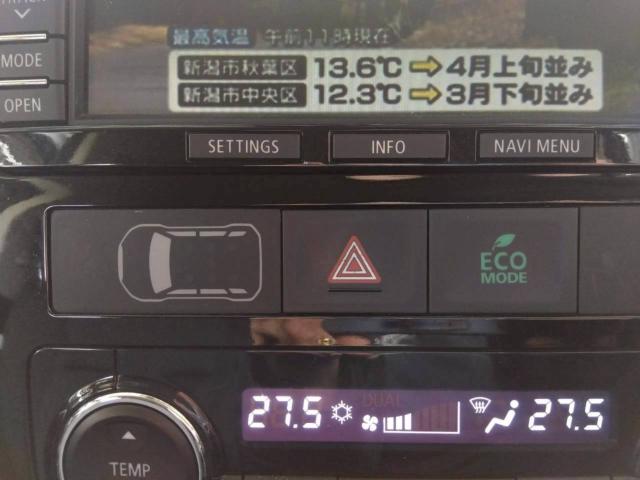 MODE
OPEN
最高気温 午前11時現在
新潟市秋葉区 13.6℃ ➡ 4月上旬並み
新潟市中央区 12.3℃ ➡ 3月下旬並み
SETTINGS INFO NAVI MENU
ECO
MODE
DUAL
27.5 27.5
TEMP